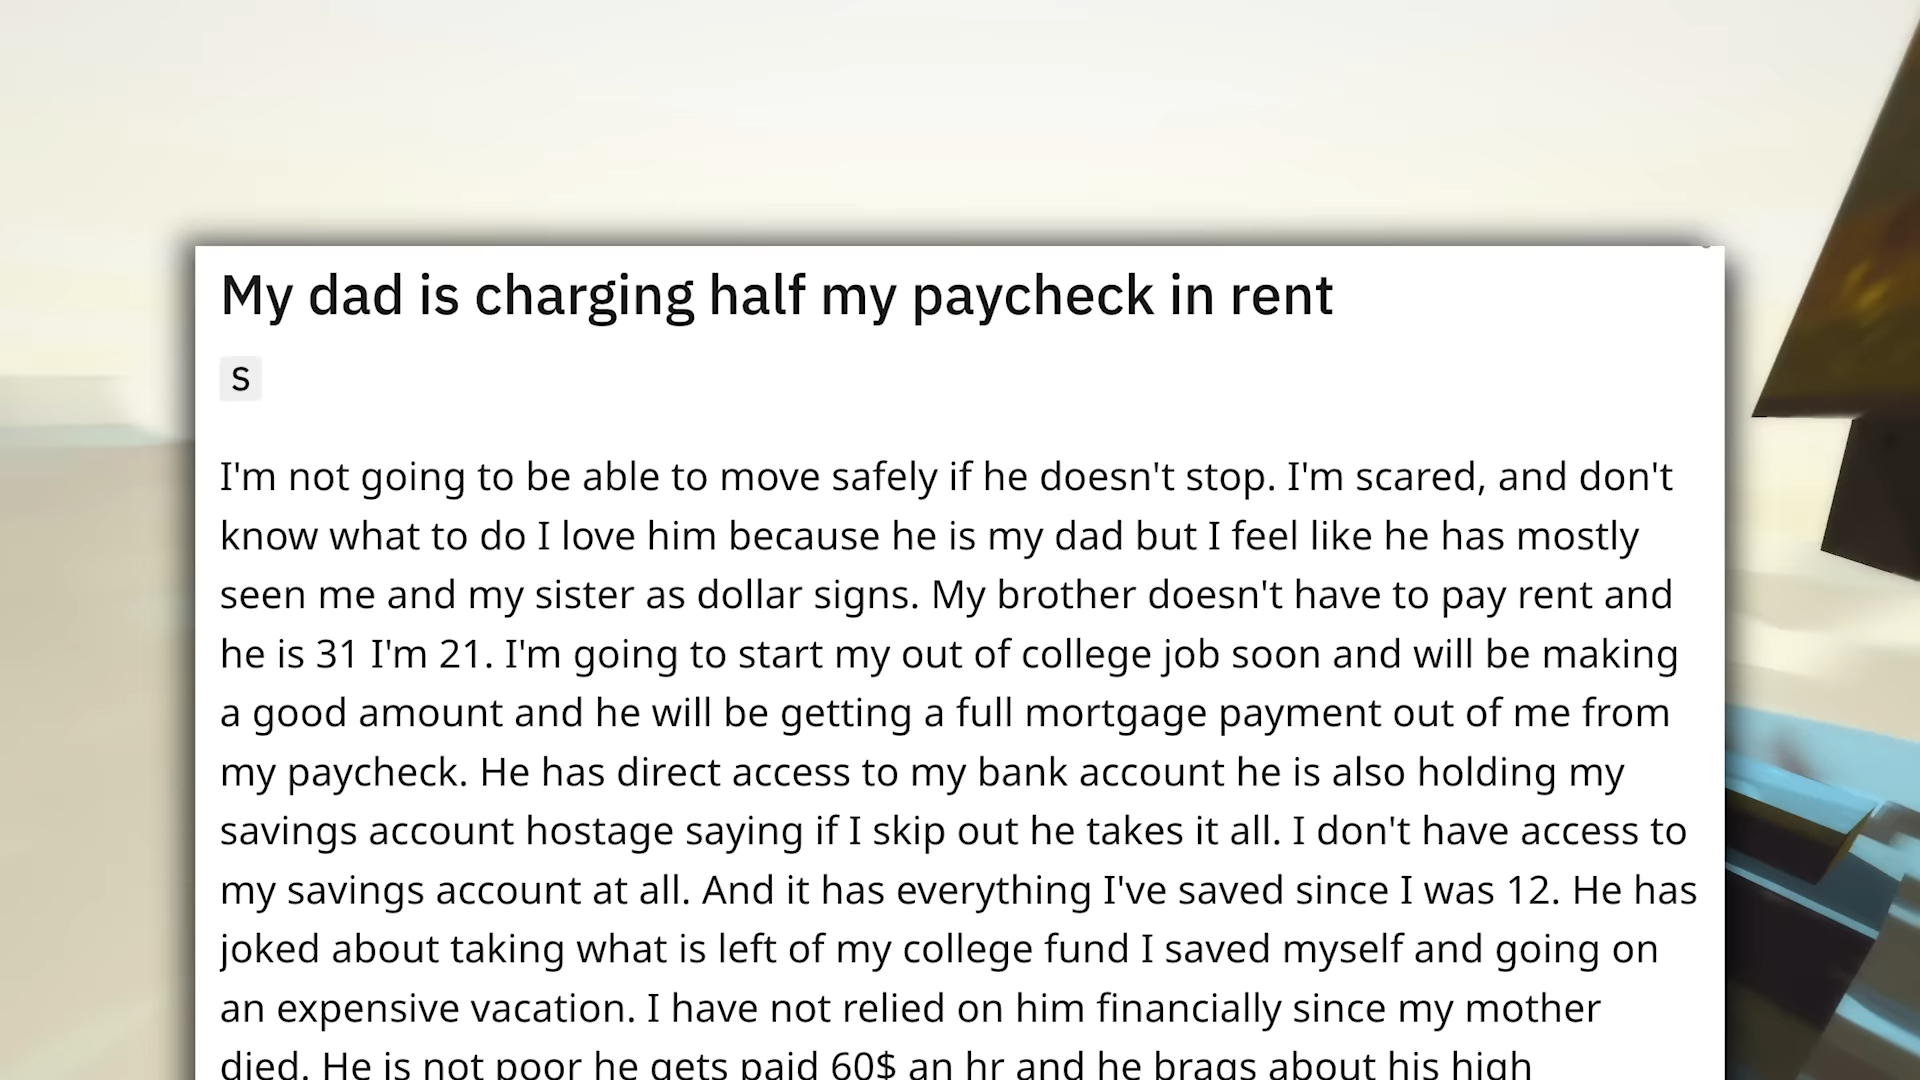 My dad is charging half my paycheck in rent
S
I'm not going to be able to move safely if he doesn't stop. I'm scared, and don't
know what to do I love him because he is my dad but I feel like he has mostly
seen me and my sister as dollar signs. My brother doesn't have to pay rent and
he is 31 I'm 21. I'm going to start my out of college job soon and will be making
a good amount and he will be getting a full mortgage payment out of me from
my paycheck. He has direct access to my bank account he is also holding my
savings account hostage saying if I skip out he takes it all. I don't have access to
my savings account at all. And it has everything I've saved since I was 12. He has
joked about taking what is left of my college fund I saved myself and going on
an expensive vacation. I have not relied on him financially since my mother
died. He is not poor he gets paid 60$ an hr and he brags about his high